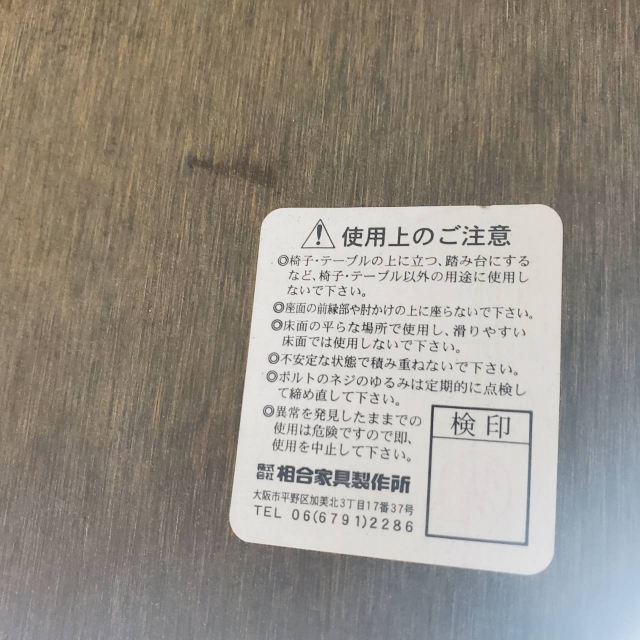 使用上のご注意
◎椅子・テーブルの上に立つ、踏み台にする
など、椅子・テーブル以外の用途に使用し
ないで下さい。
◎座面の前縁部や肘かけの上に座らないで下さい。
◎床面の平らな場所で使用し、滑りやすい
床面では使用しないで下さい。
◎不安定な状態で積み重ねないで下さい。
◎ボルトのネジのゆるみは定期的に点検し
て締め直して下さい。
◎異常を発見したままでの
使用は危険ですので即、
使用を中止して下さい。
検印
株式会社 相合家具製作所
大阪市平野区加美北3丁目17番37号
TEL 06(6791)2286